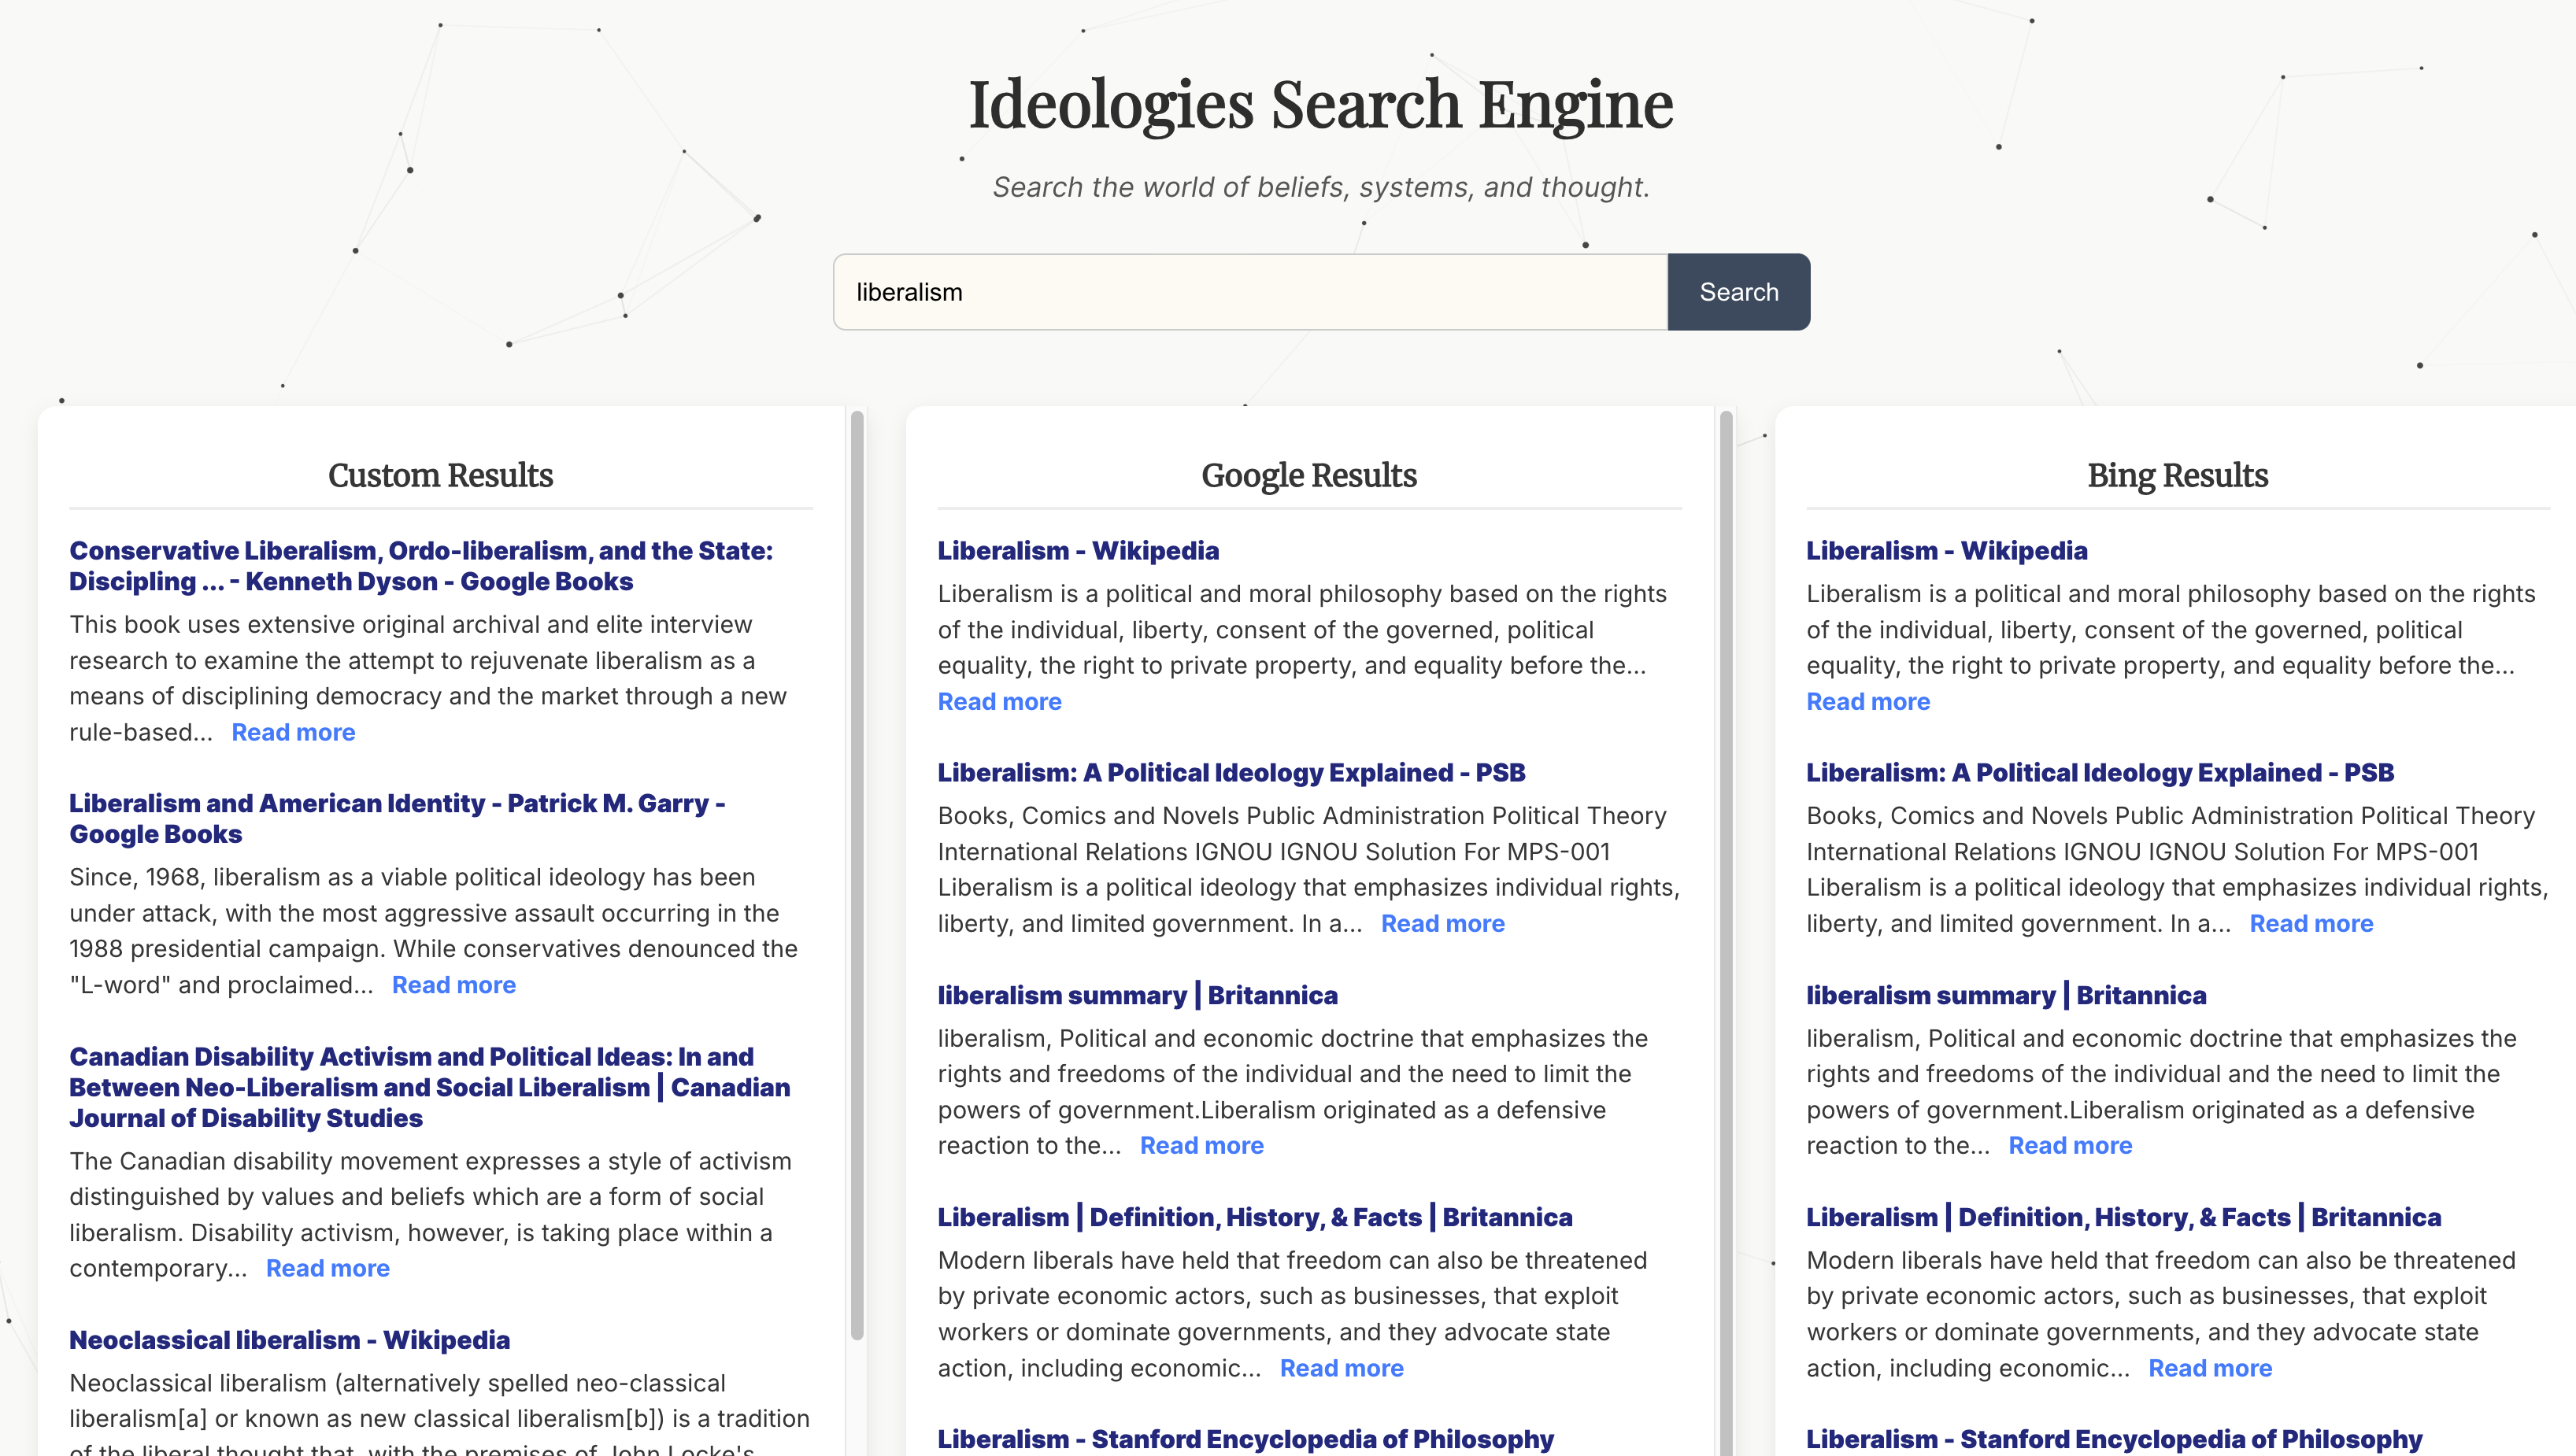 Ideologies Search Engine
Search the world of beliefs, systems, and thought.
liberalism
Search
Custom Results
Conservative Liberalism, Ordo-liberalism, and the State:
Discipling ... - Kenneth Dyson - Google Books
This book uses extensive original archival and elite interview
research to examine the attempt to rejuvenate liberalism as a
means of disciplining democracy and the market through a new
rule-based... Read more
Liberalism and American Identity - Patrick M. Garry -
Google Books
Since, 1968, liberalism as a viable political ideology has been
under attack, with the most aggressive assault occurring in the
1988 presidential campaign. While conservatives denounced the
"L-word" and proclaimed... Read more
Canadian Disability Activism and Political Ideas: In and
Between Neo-Liberalism and Social Liberalism | Canadian
Journal of Disability Studies
The Canadian disability movement expresses a style of activism
distinguished by values and beliefs which are a form of social
liberalism. Disability activism, however, is taking place within a
contemporary... Read more
Neoclassical liberalism - Wikipedia
Neoclassical liberalism (alternatively spelled neo-classical
liberalism[a] or known as new classical liberalism[b]) is a tradition
of the liberal thought that, with the premises of John Locke's
Google Results
Liberalism - Wikipedia
Liberalism is a political and moral philosophy based on the rights
of the individual, liberty, consent of the governed, political
equality, the right to private property, and equality before the...
Read more
Liberalism: A Political Ideology Explained - PSB
Books, Comics and Novels Public Administration Political Theory
International Relations IGNOU IGNOU Solution For MPS-001
Liberalism is a political ideology that emphasizes individual rights,
liberty, and limited government. In a... Read more
liberalism summary | Britannica
liberalism, Political and economic doctrine that emphasizes the
rights and freedoms of the individual and the need to limit the
powers of government.Liberalism originated as a defensive
reaction to the... Read more
Liberalism | Definition, History, & Facts | Britannica
Modern liberals have held that freedom can also be threatened
by private economic actors, such as businesses, that exploit
workers or dominate governments, and they advocate state
action, including economic... Read more
Liberalism - Stanford Encyclopedia of Philosophy
Bing Results
Liberalism - Wikipedia
Liberalism is a political and moral philosophy based on the rights
of the individual, liberty, consent of the governed, political
equality, the right to private property, and equality before the...
Read more
Liberalism: A Political Ideology Explained - PSB
Books, Comics and Novels Public Administration Political Theory
International Relations IGNOU IGNOU Solution For MPS-001
Liberalism is a political ideology that emphasizes individual rights,
liberty, and limited government. In a... Read more
liberalism summary | Britannica
liberalism, Political and economic doctrine that emphasizes the
rights and freedoms of the individual and the need to limit the
powers of government.Liberalism originated as a defensive
reaction to the... Read more
Liberalism | Definition, History, & Facts | Britannica
Modern liberals have held that freedom can also be threatened
by private economic actors, such as businesses, that exploit
workers or dominate governments, and they advocate state
action, including economic... Read more
Liberalism - Stanford Encyclopedia of Philosophy